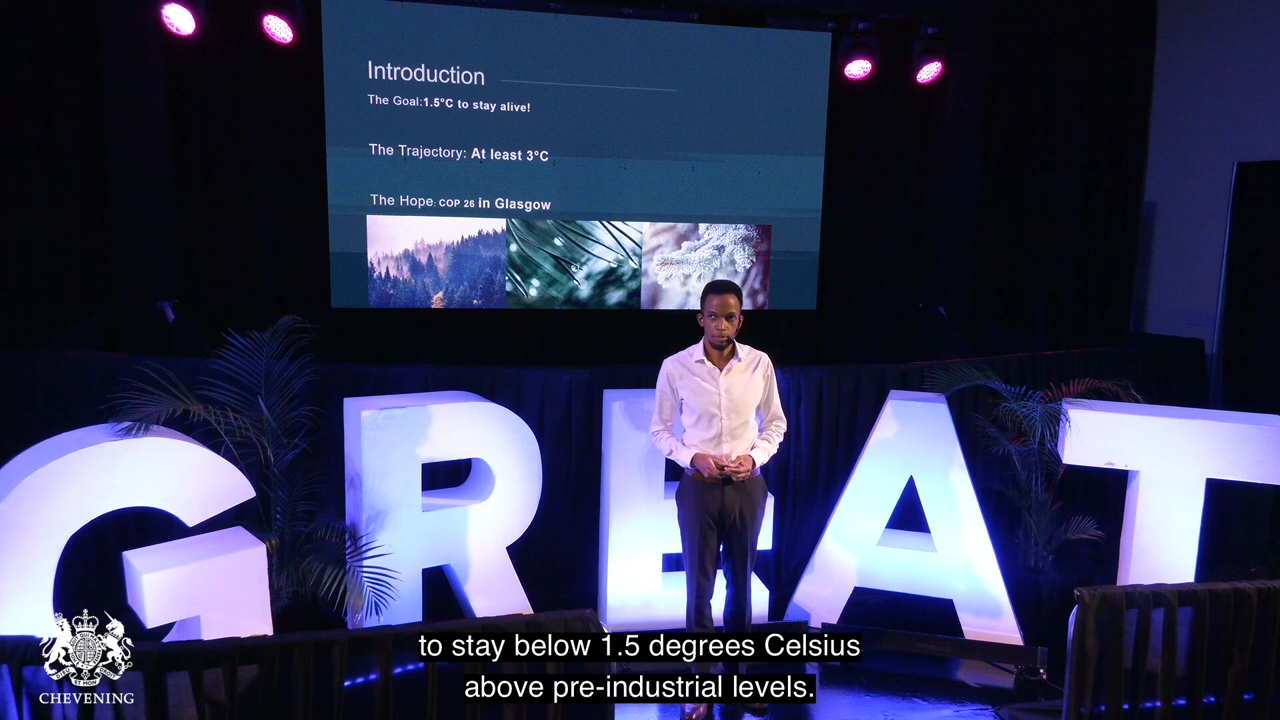 Introduction
The Goal:1.5°C to stay alive!
The Trajectory: At least 3°C
The Hope: COP 26 in Glasgow
GREAT
to stay below 1.5 degrees Celsius
above pre-industrial levels.
CHEVENING